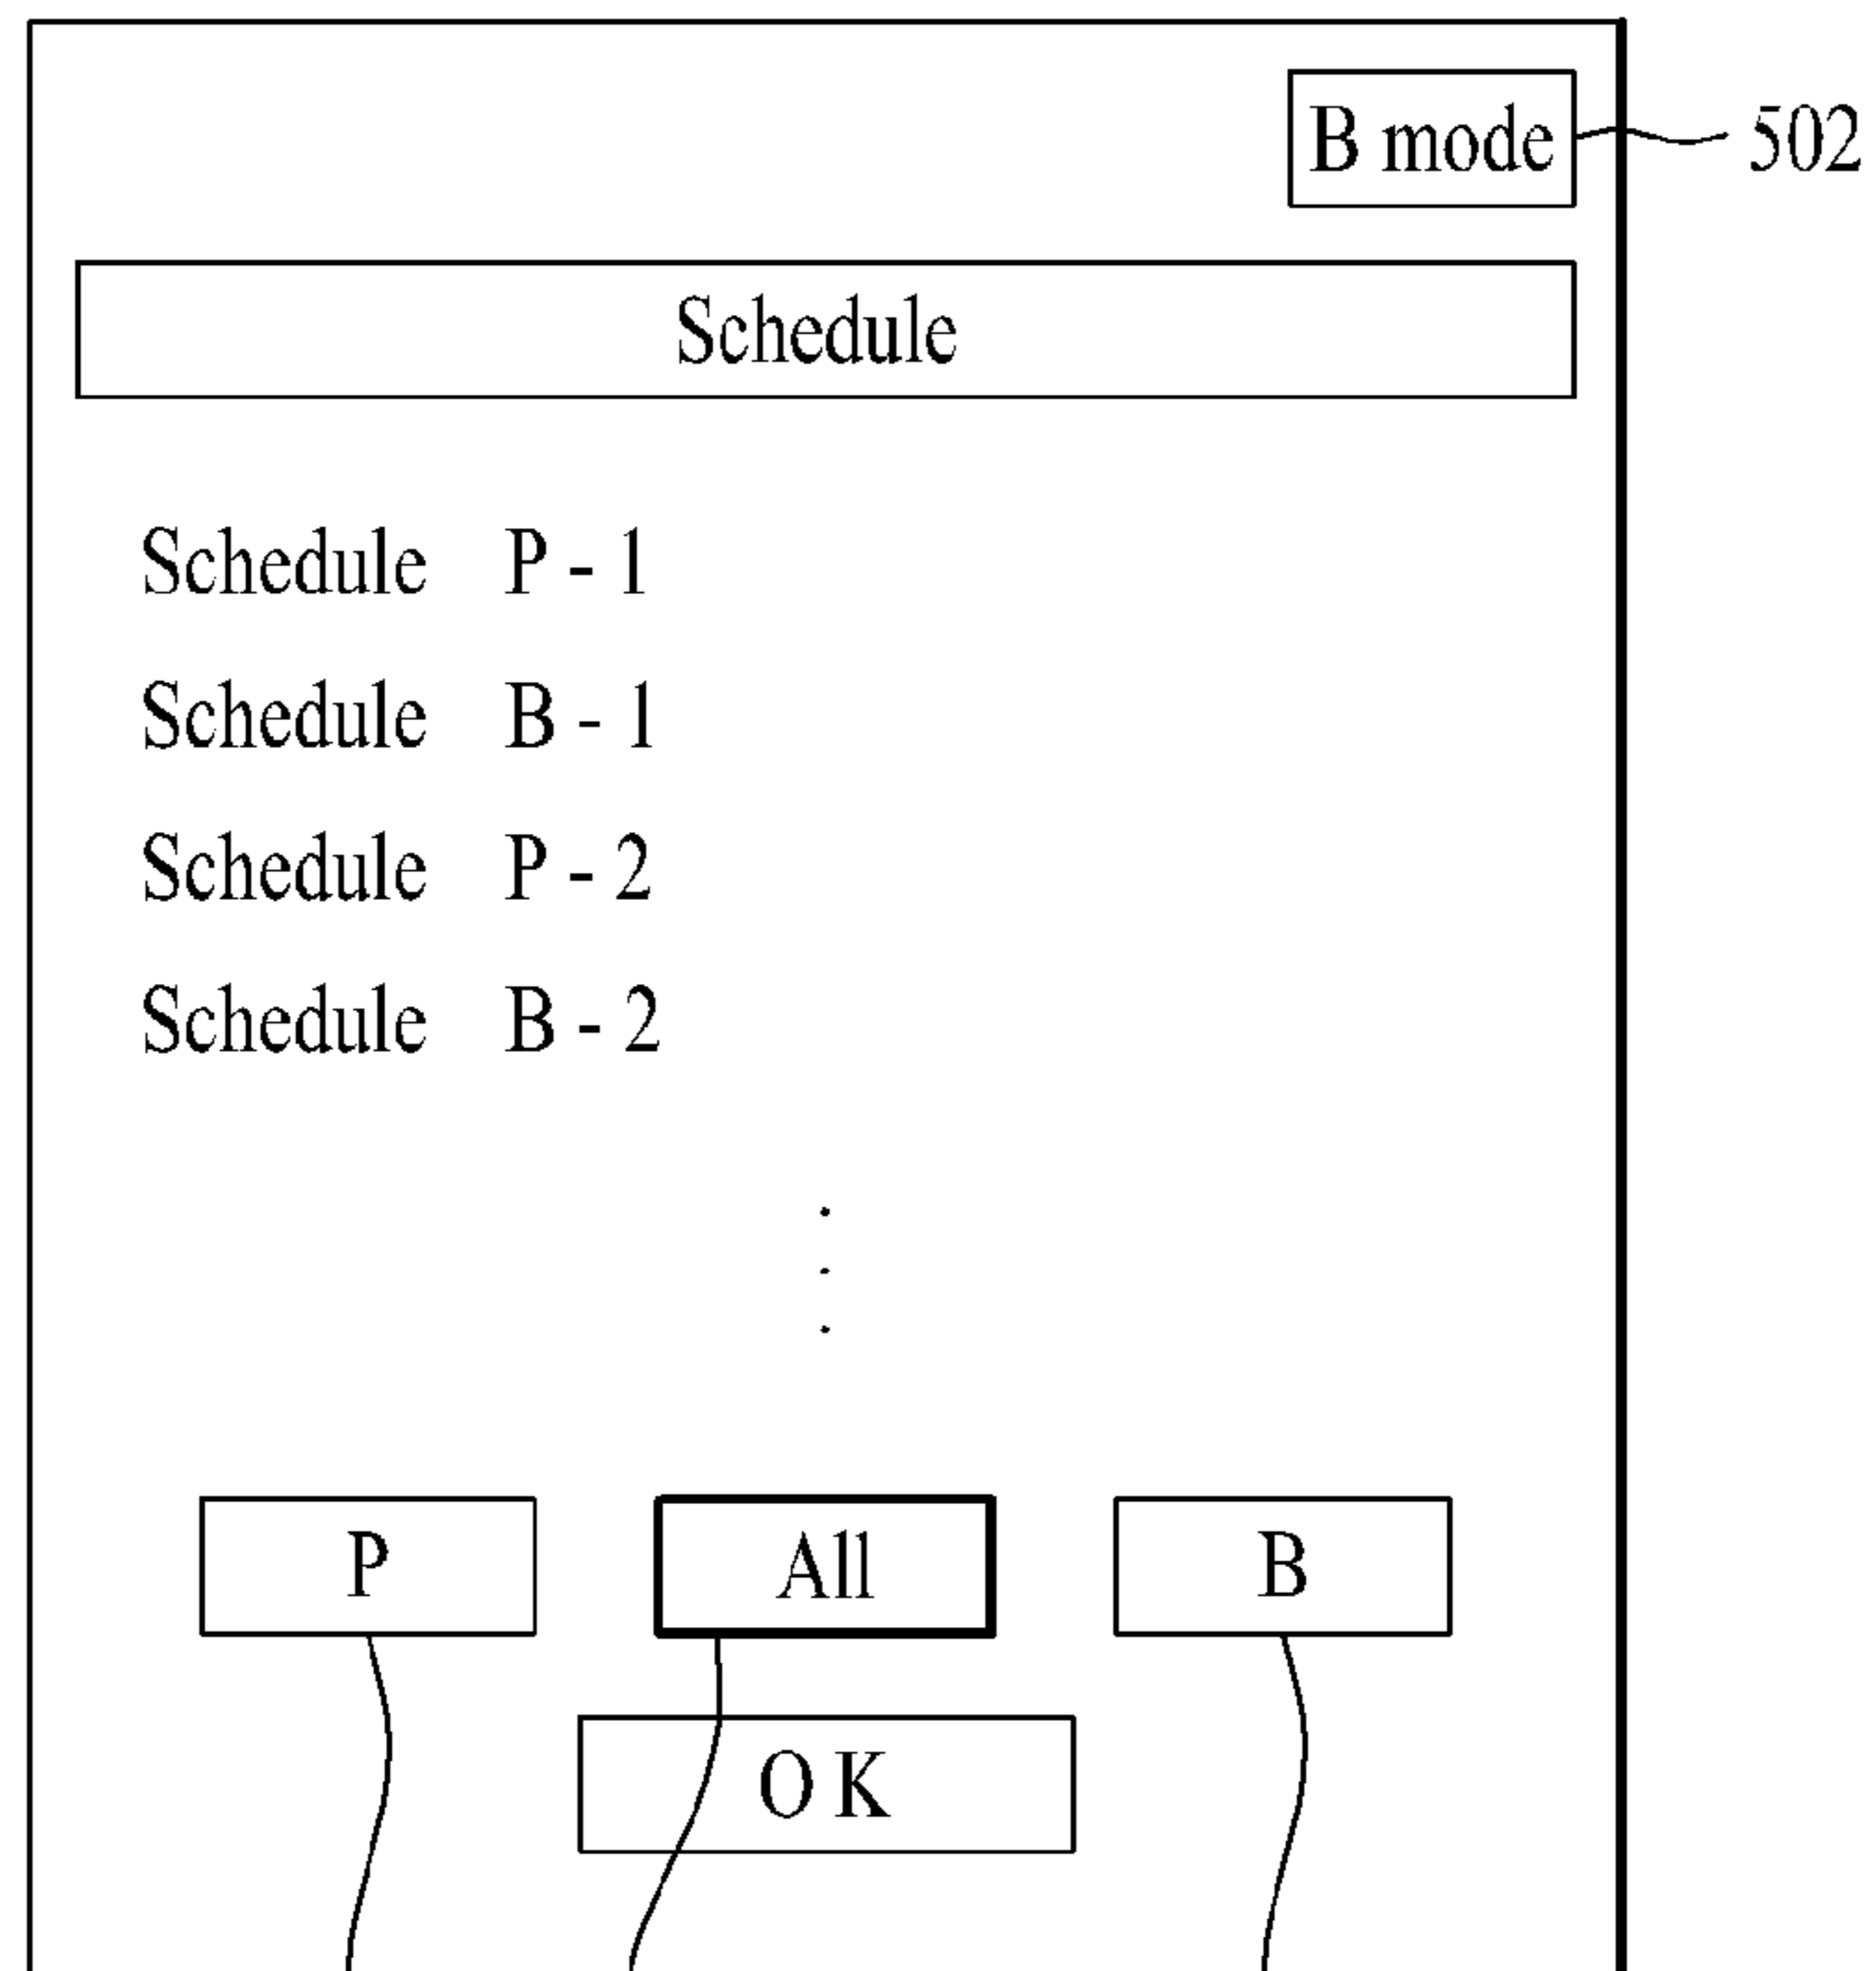 B mode 502
Schedule
Schedule P - 1
Schedule B - 1
Schedule P - 2
Schedule B - 2
P All B
O K